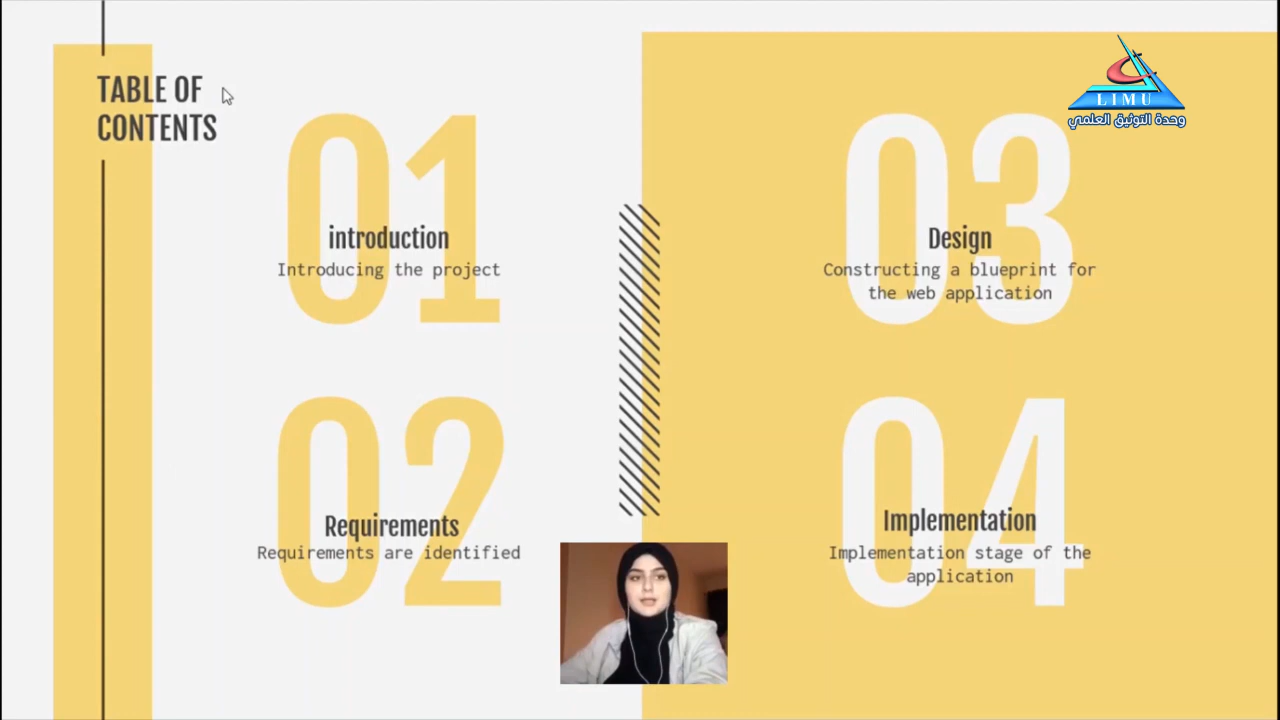 TABLE OF
CONTENTS
01
introduction
Introducing the project
02
Requirements
Requirements are identified
03
Design
Constructing a blueprint for
the web application
04
Implementation
Implementation stage of the
application
LIMU
وحدة التوثيق العلمي